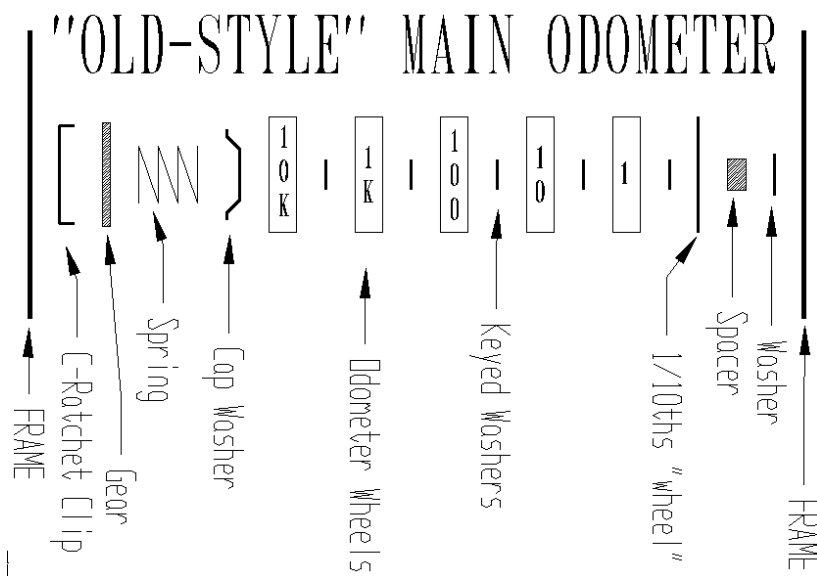 "OLD-STYLE" MAIN ODOMETER
10K
1K
100
10
1
FRAME
C-Ratchet Clip
Gear
Spring
Cap Washer
Odometer Wheels
Keyed Washers
1/10ths "wheel"
Spacer
Washer
FRAME